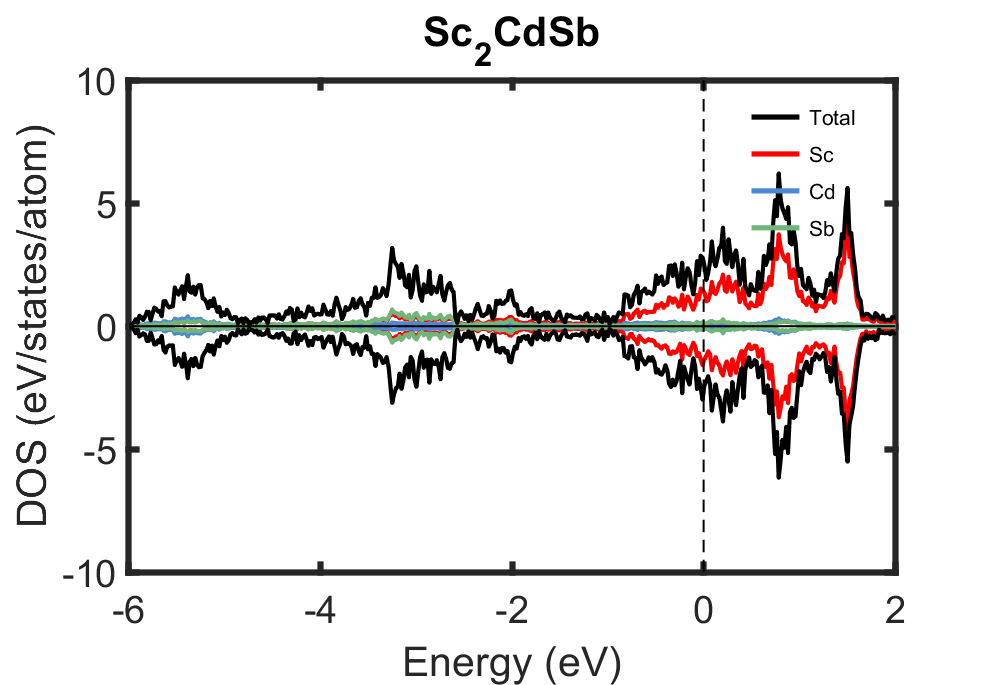 Sc₂CdSb
DOS (eV/states/atom)
10
5
0
-5
-10
Total
Sc
Cd
Sb
-6
-4
-2
0
2
Energy (eV)